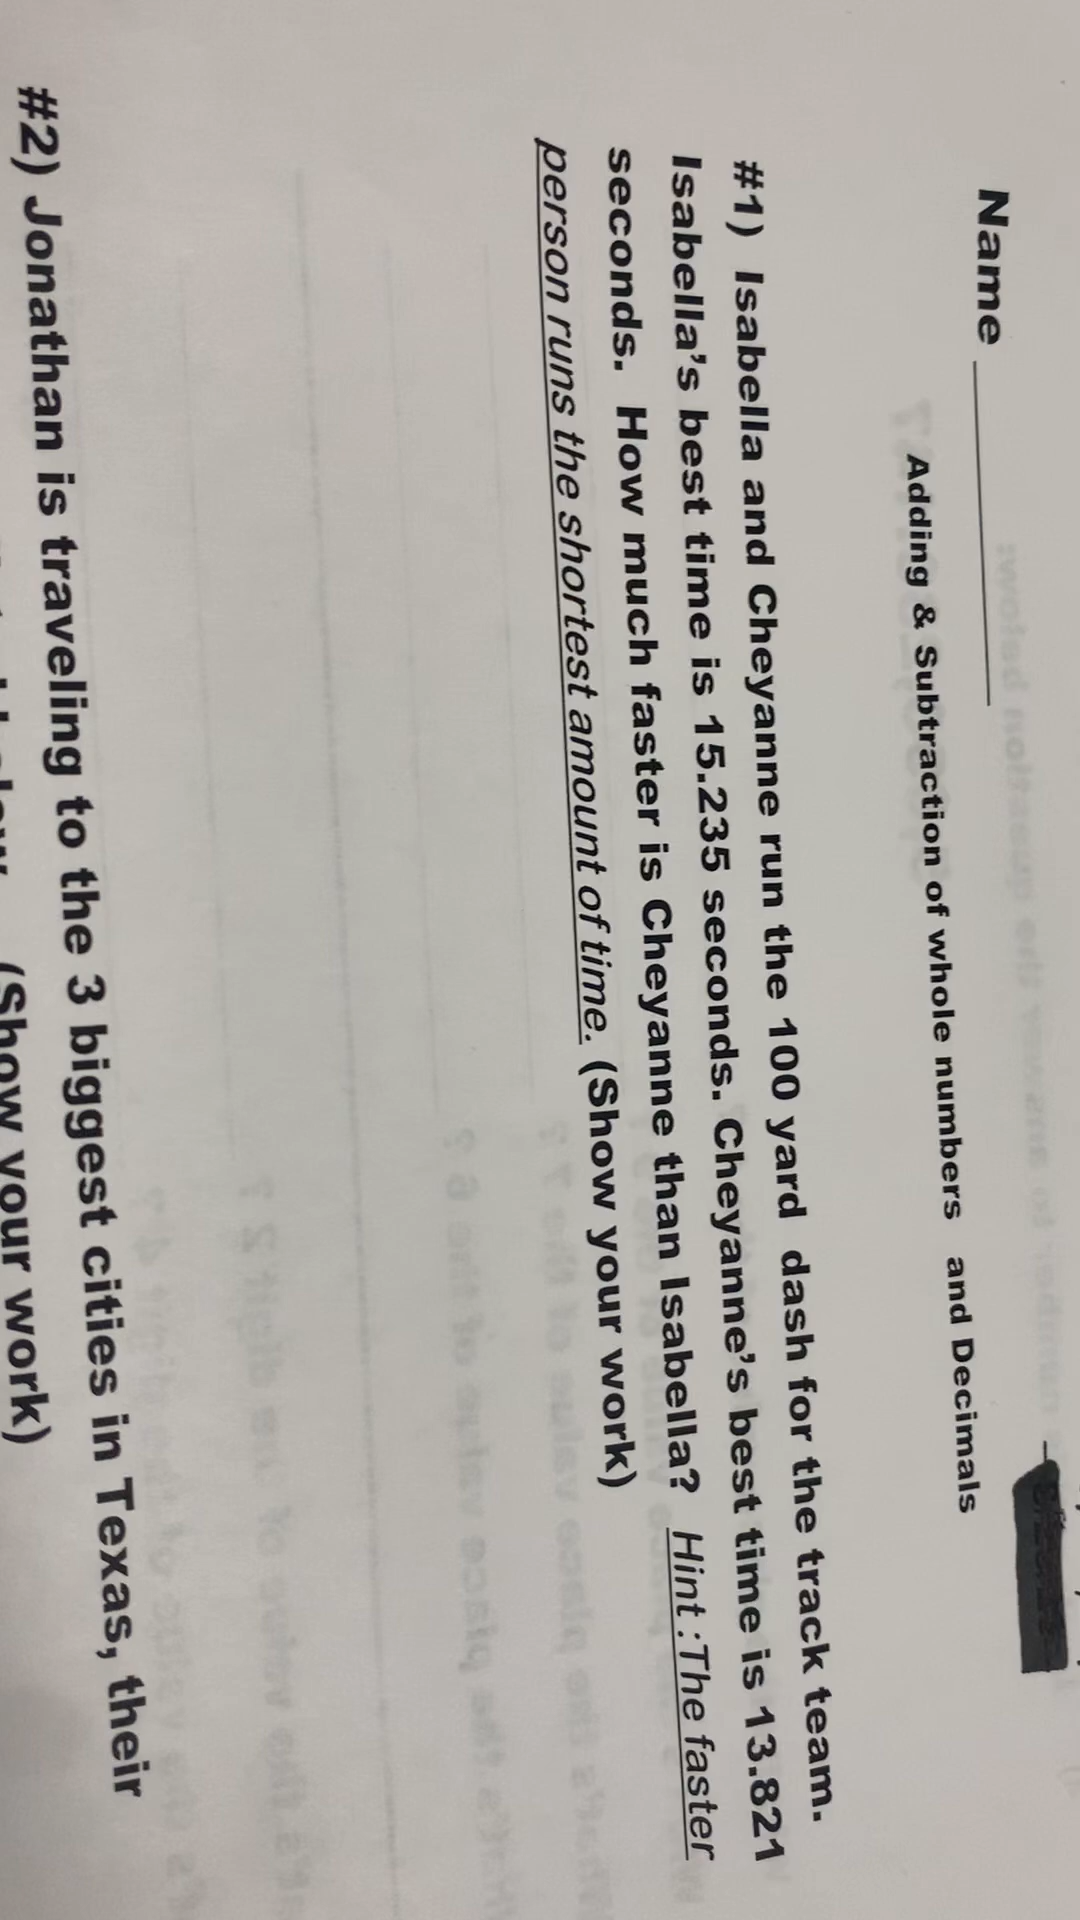 Name
Adding & Subtraction of whole numbers and Decimals
#1) Isabella and Cheyanne run the 100 yard dash for the track team.
Isabella's best time is 15.235 seconds. Cheyanne's best time is 13.821
seconds. How much faster is Cheyanne than Isabella? Hint : The faster
person runs the shortest amount of time. (Show your work)
#2) Jonathan is traveling to the 3 biggest cities in Texas, their
(Show your work)